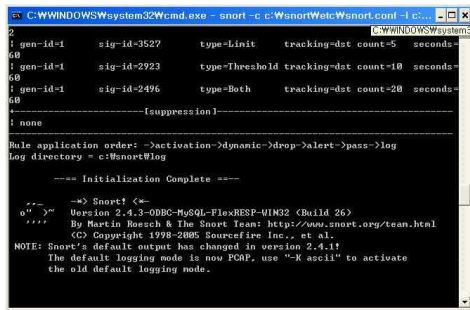 C:₩WINDOWS₩system32₩cmd.exe - snort -c c:₩snort₩etc₩snort.conf -l c:...
C:₩WINDOWS₩system3
2
| gen-id=1 sig-id=3527 type=Limit tracking=dst count=5 seconds=
60
| gen-id=1 sig-id=2923 type=Threshold tracking=dst count=10 seconds=
60
| gen-id=1 sig-id=2496 type=Both tracking=dst count=20 seconds=
60
+-----------------------[suppression]------------------------------------------
| none
-------------------------------------------------------------------------------
Rule application order: ->activation->dynamic->drop->alert->pass->log
Log directory = c:₩snort₩log
--== Initialization Complete ==--
,,_ -*> Snort! <*-
o" )~ Version 2.4.3-ODBC-MySQL-FlexRESP-WIN32 (Build 26)
'''' By Martin Roesch & The Snort Team: http://www.snort.org/team.html
(C) Copyright 1998-2005 Sourcefire Inc., et al.
NOTE: Snort's default output has changed in version 2.4.1!
The default logging mode is now PCAP, use "-K ascii" to activate
the old default logging mode.